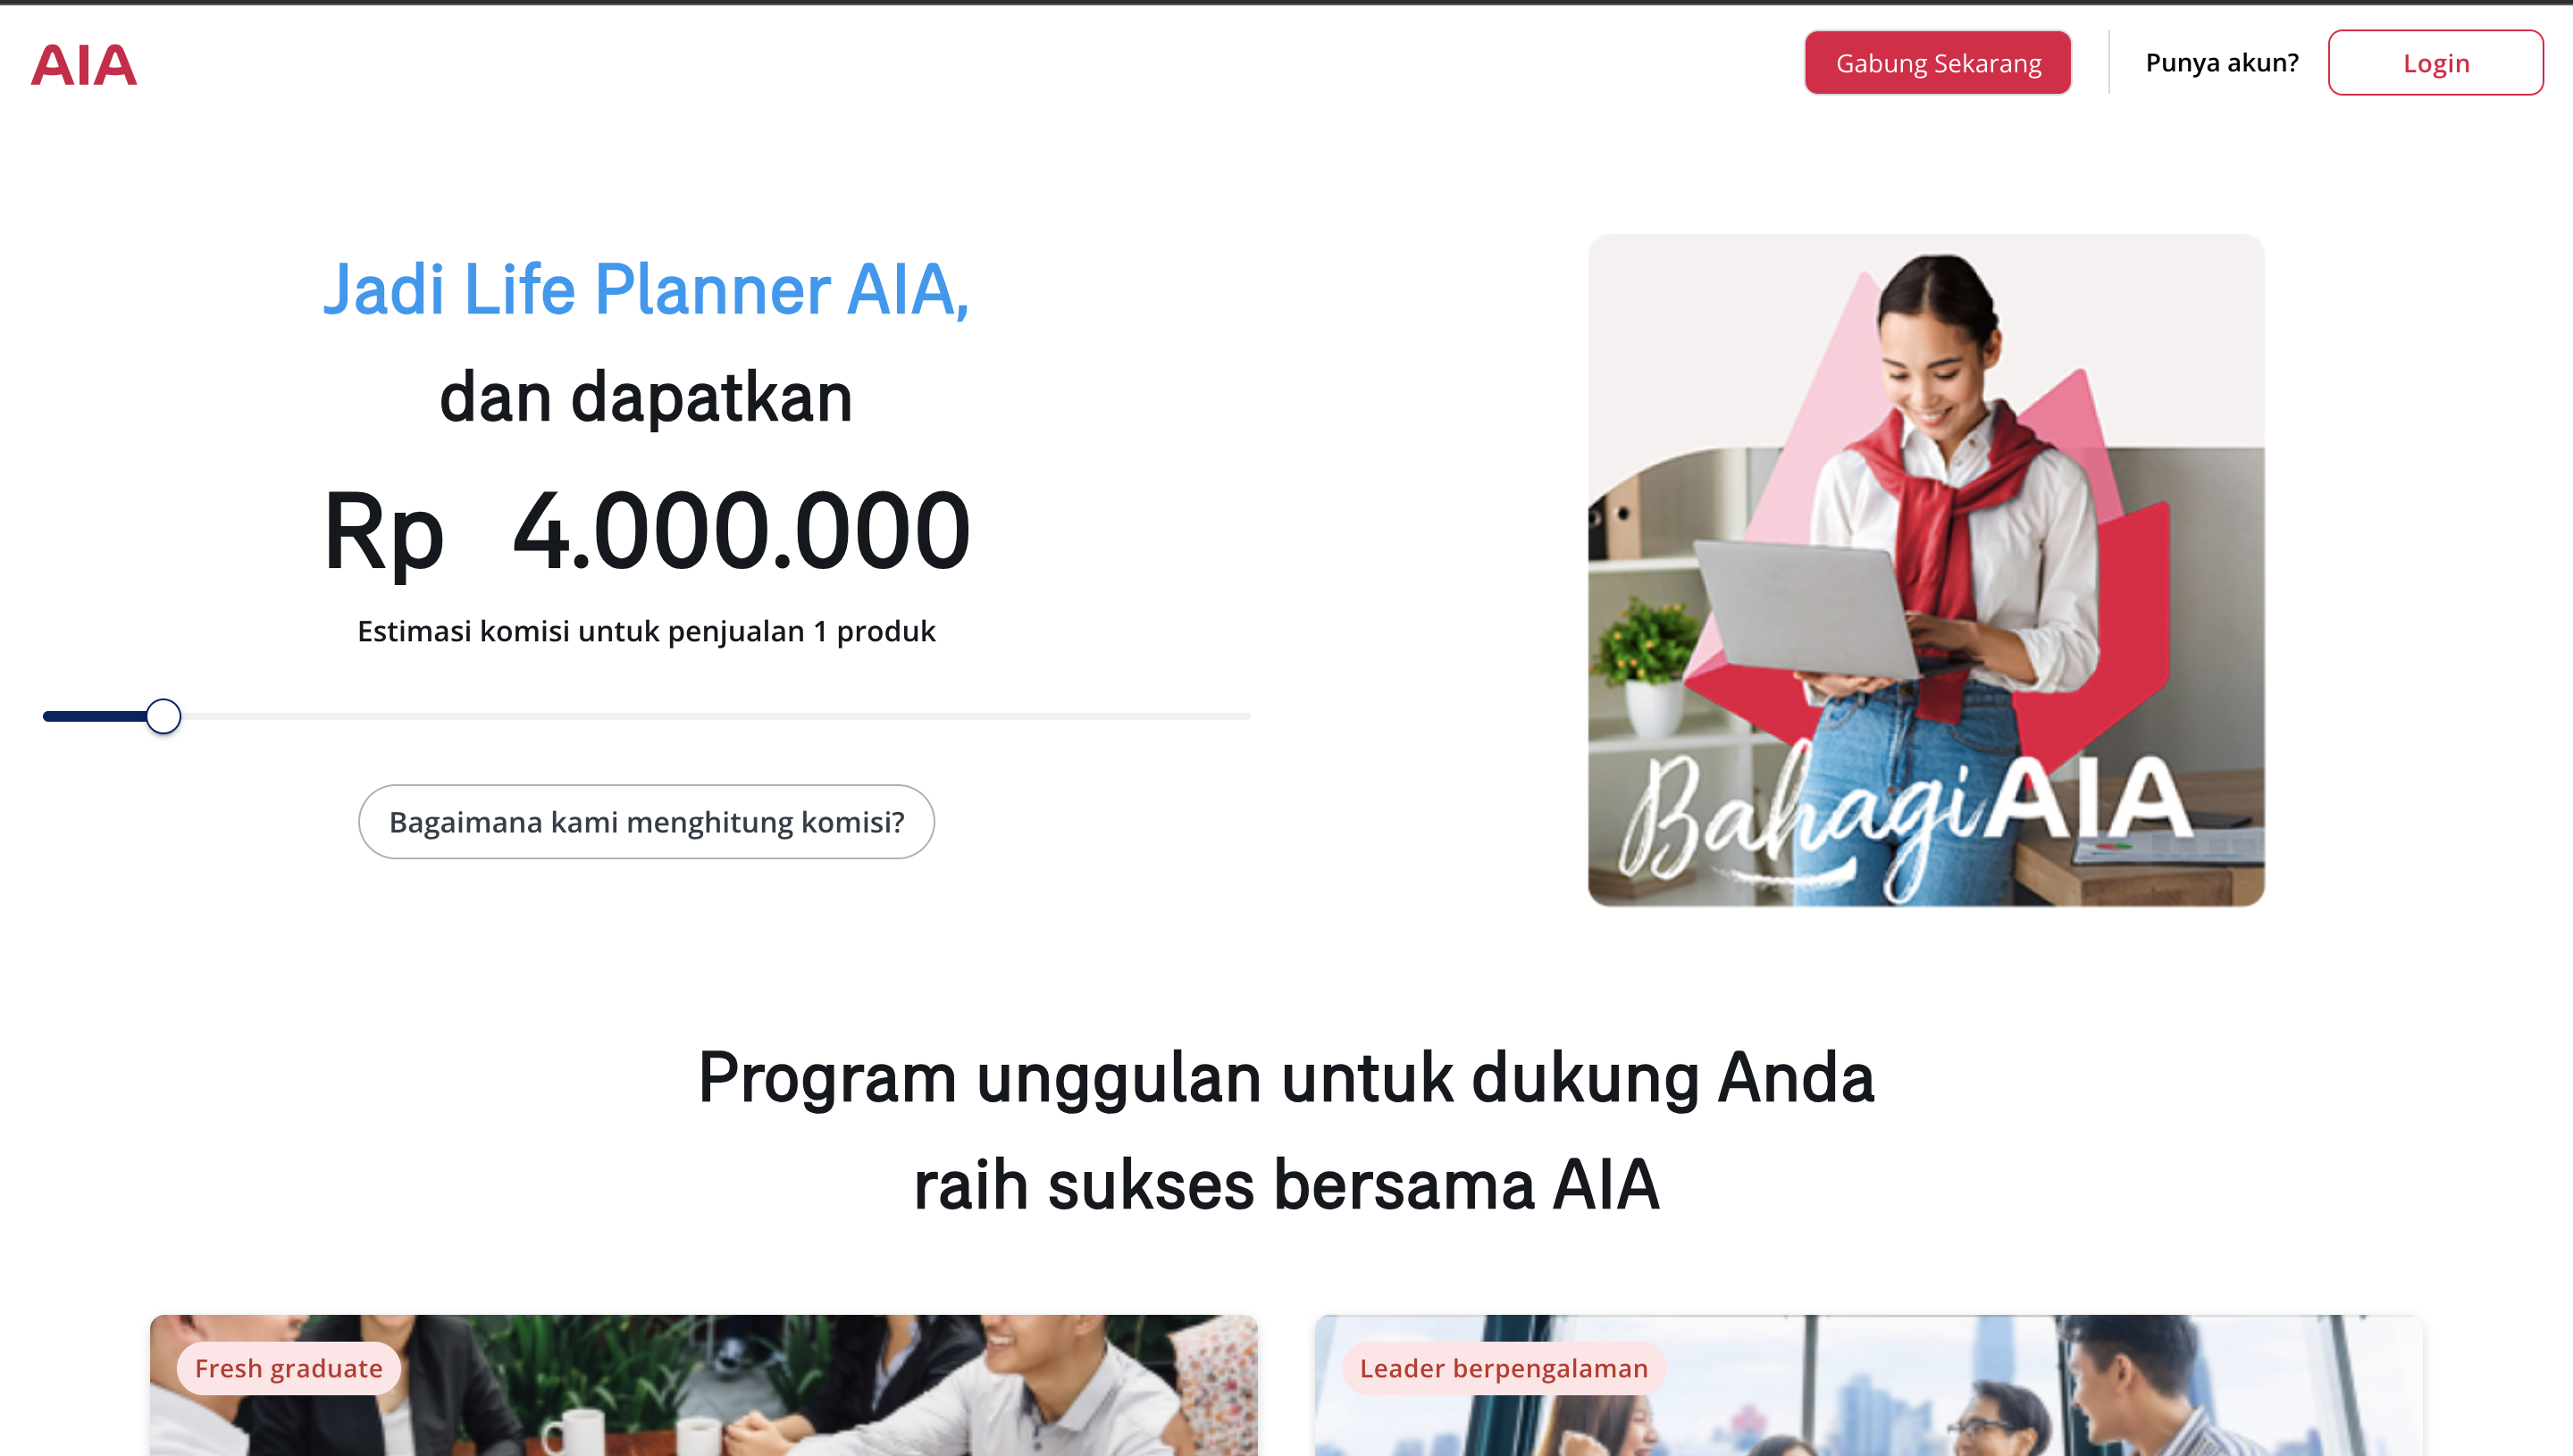 AIA
Gabung Sekarang
Punya akun?
Login
Jadi Life Planner AIA,
dan dapatkan
Rp 4.000.000
Estimasi komisi untuk penjualan 1 produk
Bagaimana kami menghitung komisi?
BahagiAIA
Program unggulan untuk dukung Anda
raih sukses bersama AIA
Fresh graduate
Leader berpengalaman